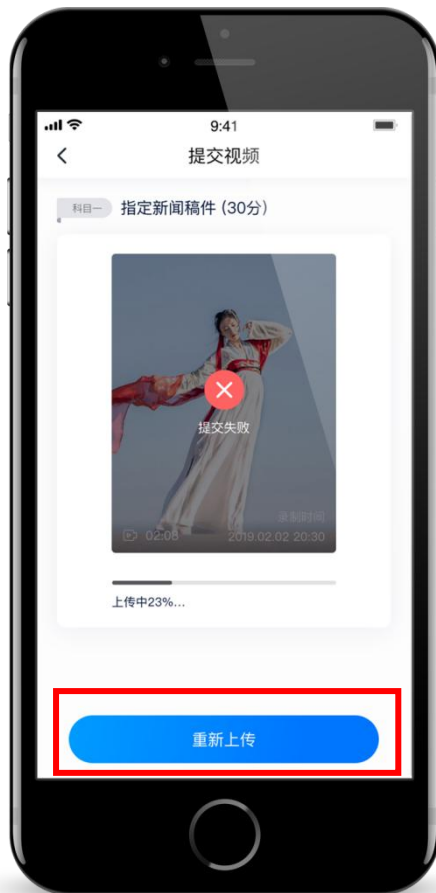 9:41
提交视频
科目一 指定新闻稿件 (30分)
提交失败
录制时间
02:08 2019.02.02 20:30
上传中23%...
重新上传